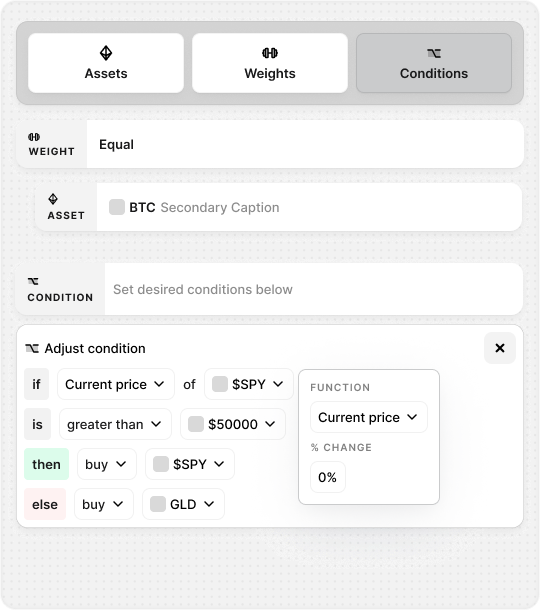 Assets
Weights
Conditions
WEIGHT
Equal
ASSET
BTC Secondary Caption
CONDITION
Set desired conditions below
Adjust condition
if Current price of $SPY
is greater than $50000
then buy $SPY
else buy GLD
FUNCTION
Current price
% CHANGE
0%